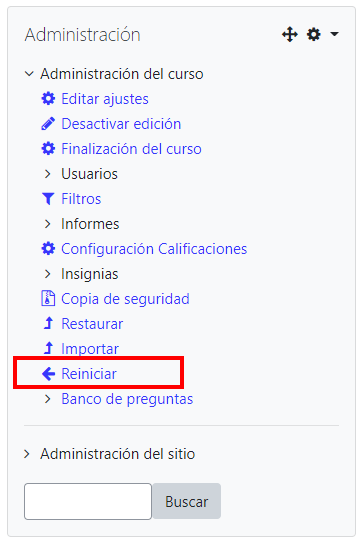 Administración
Administración del curso
Editar ajustes
Desactivar edición
Finalización del curso
Usuarios
Filtros
Informes
Configuración Calificaciones
Insignias
Copia de seguridad
Restaurar
Importar
Reiniciar
Banco de preguntas
Administración del sitio
Buscar